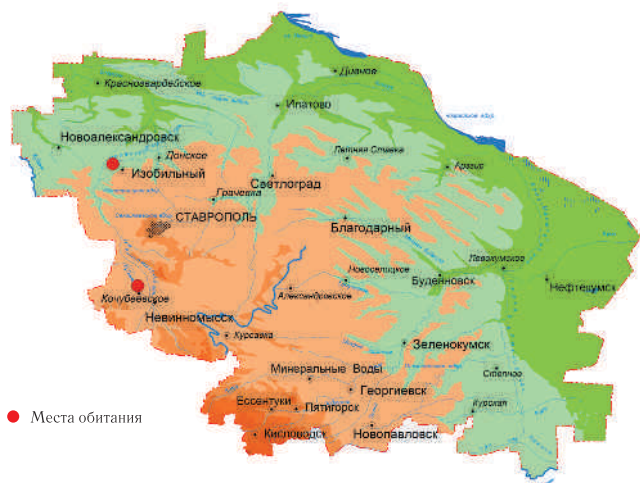 Дивное
Красногвардейское
Ипатово
Новоалександровск
Донское
Летняя Ставка
Арзгир
Изобильный
Светлоград
Грачевка
СТАВРОПОЛЬ
Благодарный
Левокумское
Новоселицкое
Буденновск
Нефтекумск
Кочубеевское
Александровское
Невинномысск
Курсавка
Зеленокумск
Минеральные Воды
Степное
Георгиевск
Ессентуки
Пятигорск
Курская
Кисловодск
Новопавловск
Места обитания